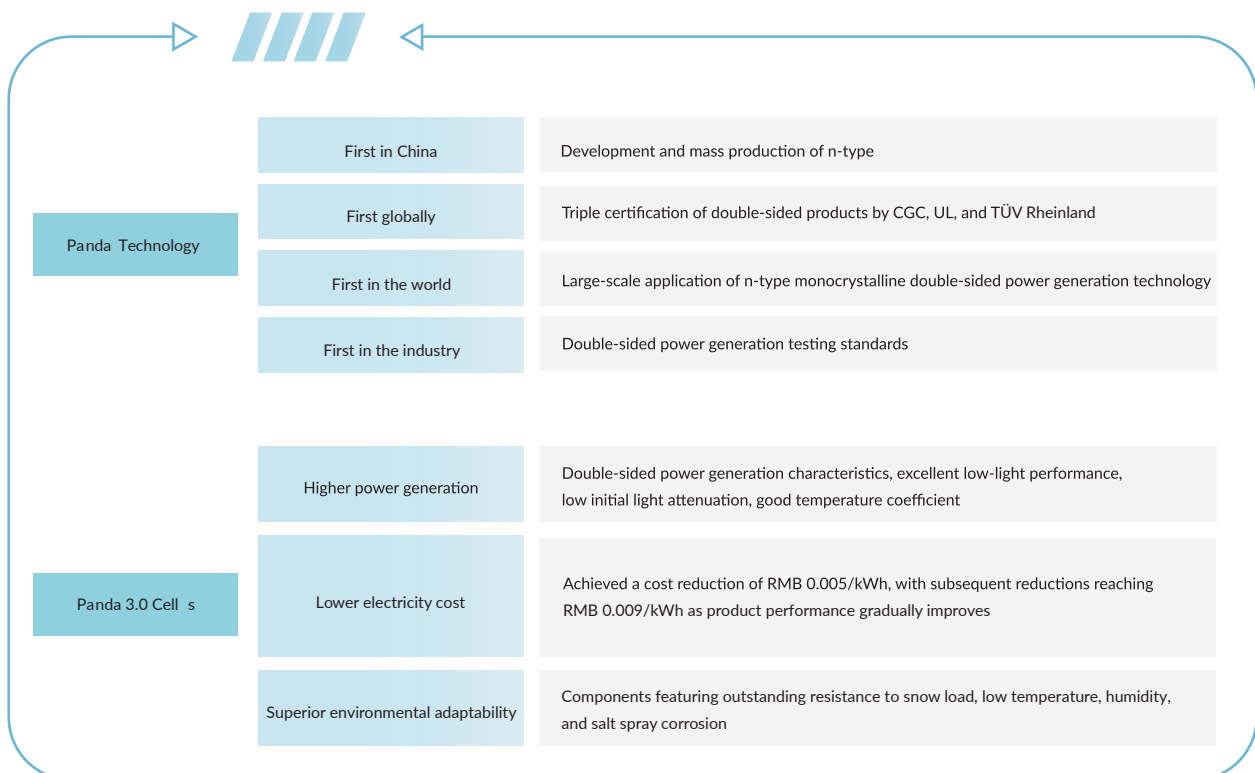 Panda Technology
First in China
Development and mass production of n-type
First globally
Triple certification of double-sided products by CGC, UL, and TÜV Rheinland
First in the world
Large-scale application of n-type monocrystalline double-sided power generation technology
First in the industry
Double-sided power generation testing standards
Panda 3.0 Cell s
Higher power generation
Double-sided power generation characteristics, excellent low-light performance,
low initial light attenuation, good temperature coefficient
Lower electricity cost
Achieved a cost reduction of RMB 0.005/kWh, with subsequent reductions reaching
RMB 0.009/kWh as product performance gradually improves
Superior environmental adaptability
Components featuring outstanding resistance to snow load, low temperature, humidity,
and salt spray corrosion